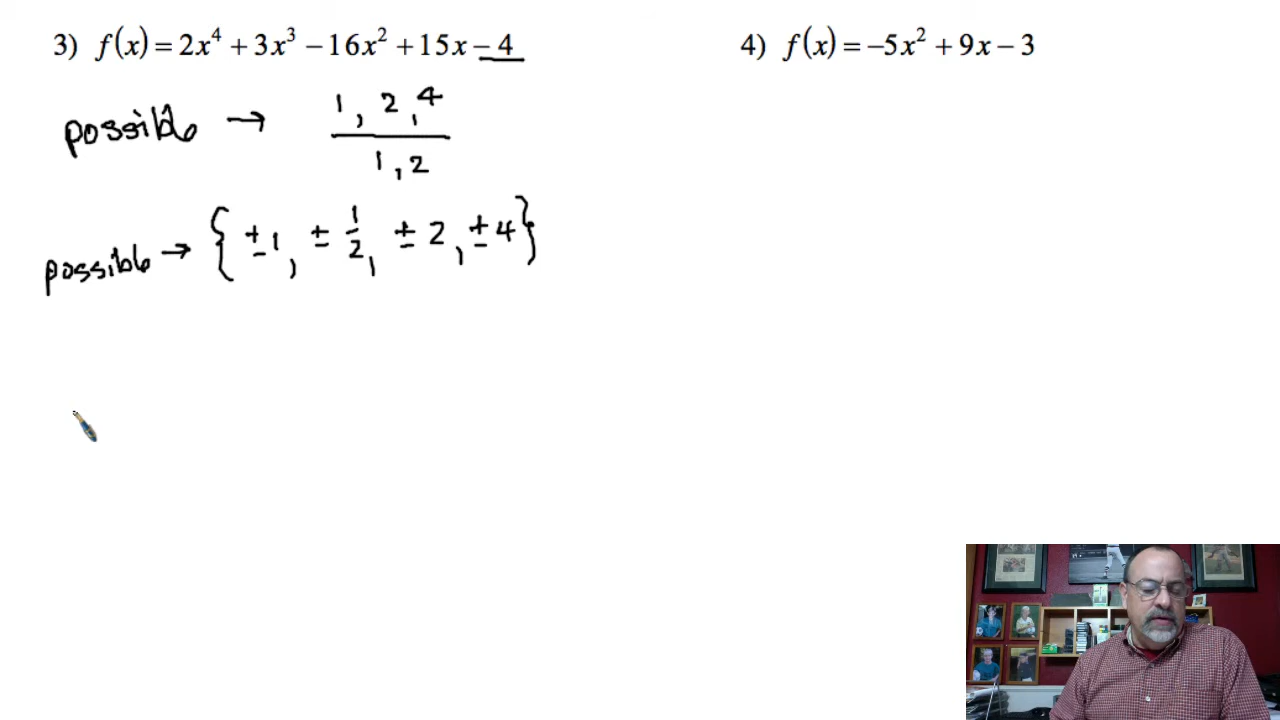 3) f(x) = 2x⁴ + 3x³ − 16x² + 15x − 4
4) f(x) = −5x² + 9x − 3
possible → 1, 2, 4
1, 2
possible → { ± 1, ± 1/2, ± 2, ± 4 }